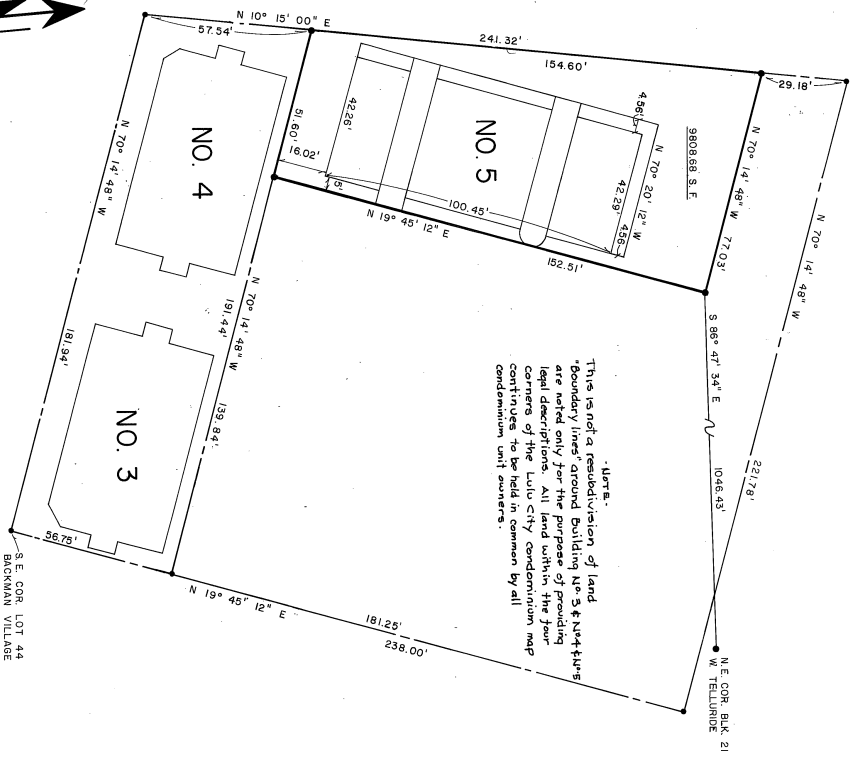 N 10° 15' 00" E
57.54'
241.32'
154.60'
29.18'
NO. 4
51.60'
16.02'
42.26'
NO. 5
4.56'
N 70° 20' 12" W
42.29'
4.56
9808.68 S.F.
N 70° 14' 48" W
77.03'
N 70° 14' 48" W
221.78'
5'
100.45'
N 19° 45' 12" E
152.51'
N 70° 14' 48" W
181.94'
N 70° 14' 48" W
191.44'
139.84'
NO. 3
56.75'
S.E. COR. LOT 44
BACKMAN VILLAGE
N 19° 45' 12" E
181.25'
238.00'
S 86° 47' 34" E
1046.43'
N.E. COR. BLK. 21
W. TELLURIDE
-NOTE-
This is not a resubdivision of land
"Boundary lines" around Building No. 3 & No 4 & No 5
are noted only for the purpose of providing
legal descriptions. All land within the four
corners of the Lulu City condominium map
continues to be held in common by all
condominium unit owners.